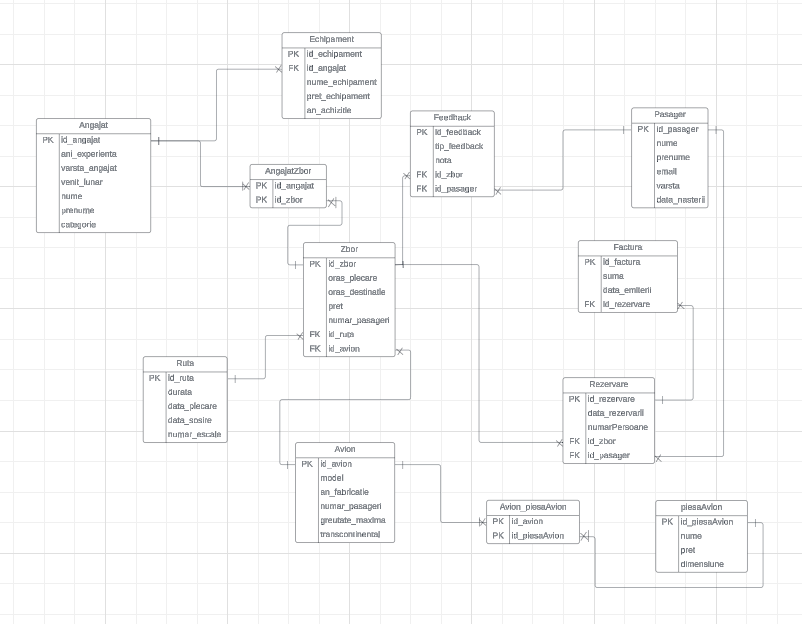 Echipament
PK id_echipament
FK id_angajat
nume_echipament
pret_echipament
an_achizitie
Angajat
PK id_angajat
ani_experienta
varsta_angajat
venit_lunar
nume
prenume
categorie
AngajatZbor
PK id_angajat
PK id_zbor
Feedback
PK id_feedback
tip_feedback
nota
FK id_zbor
FK id_pasager
Pasager
PK id_pasager
nume
prenume
email
varsta
data_nasterii
Zbor
PK id_zbor
oras_plecare
oras_destinatie
pret
numar_pasageri
FK id_ruta
FK id_avion
Factura
PK id_factura
suma
data_emiterii
FK id_rezervare
Ruta
PK id_ruta
durata
data_plecare
data_sosire
numar_escale
Rezervare
PK id_rezervare
data_rezervarii
numarPersoane
FK id_zbor
FK id_pasager
Avion
PK id_avion
model
an_fabricatie
numar_pasageri
greutate_maxima
transcontinental
Avion_piesaAvion
PK id_avion
PK id_piesaAvion
piesaAvion
PK id_piesaAvion
nume
pret
dimensiune